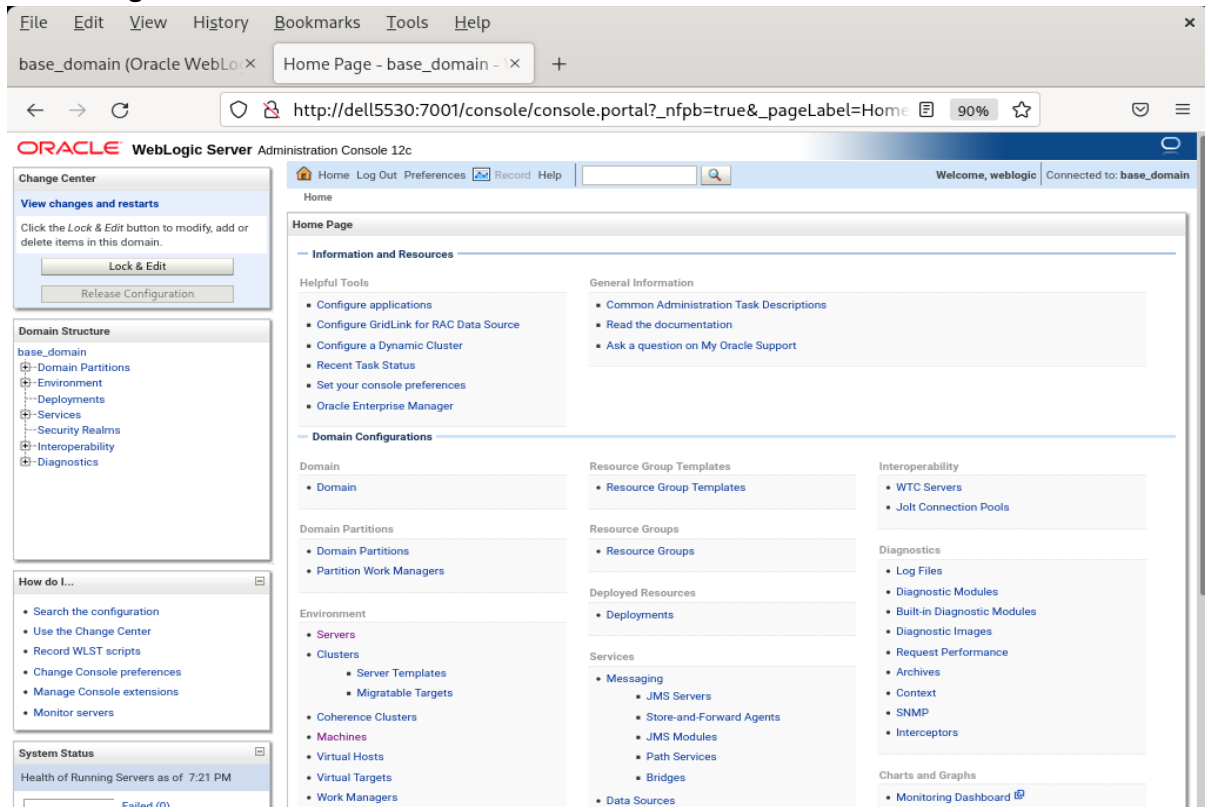 File Edit View History Bookmarks Tools Help
base_domain (Oracle WebLo
Home Page - base_domain -
http://dell5530:7001/console/console.portal?_nfpb=true&_pageLabel=Home
90%
ORACLE WebLogic Server Administration Console 12c
Change Center
View changes and restarts
Click the Lock & Edit button to modify, add or
delete items in this domain.
Lock & Edit
Release Configuration
Domain Structure
base_domain
Domain Partitions
Environment
Deployments
Services
Security Realms
Interoperability
Diagnostics
How do I...
Search the configuration
Use the Change Center
Record WLST scripts
Change Console preferences
Manage Console extensions
Monitor servers
System Status
Health of Running Servers as of 7:21 PM
Failed (0)
Home Log Out Preferences Record Help
Welcome, weblogic Connected to: base_domain
Home
Home Page
Information and Resources
Helpful Tools
Configure applications
Configure GridLink for RAC Data Source
Configure a Dynamic Cluster
Recent Task Status
Set your console preferences
Oracle Enterprise Manager
General Information
Common Administration Task Descriptions
Read the documentation
Ask a question on My Oracle Support
Domain Configurations
Domain
Domain
Domain Partitions
Domain Partitions
Partition Work Managers
Environment
Servers
Clusters
Server Templates
Migratable Targets
Coherence Clusters
Machines
Virtual Hosts
Virtual Targets
Work Managers
Resource Group Templates
Resource Group Templates
Resource Groups
Resource Groups
Deployed Resources
Deployments
Services
Messaging
JMS Servers
Store-and-Forward Agents
JMS Modules
Path Services
Bridges
Data Sources
Interoperability
WTC Servers
Jolt Connection Pools
Diagnostics
Log Files
Diagnostic Modules
Built-in Diagnostic Modules
Diagnostic Images
Request Performance
Archives
Context
SNMP
Interceptors
Charts and Graphs
Monitoring Dashboard